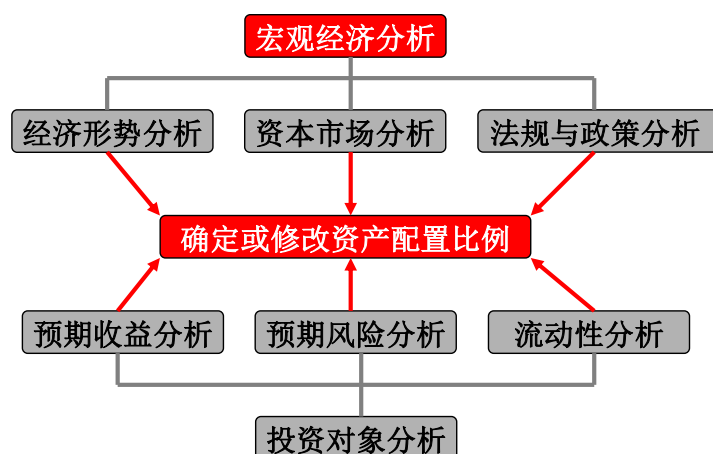 宏观经济分析
经济形势分析
资本市场分析
法规与政策分析
确定或修改资产配置比例
预期收益分析
预期风险分析
流动性分析
投资对象分析